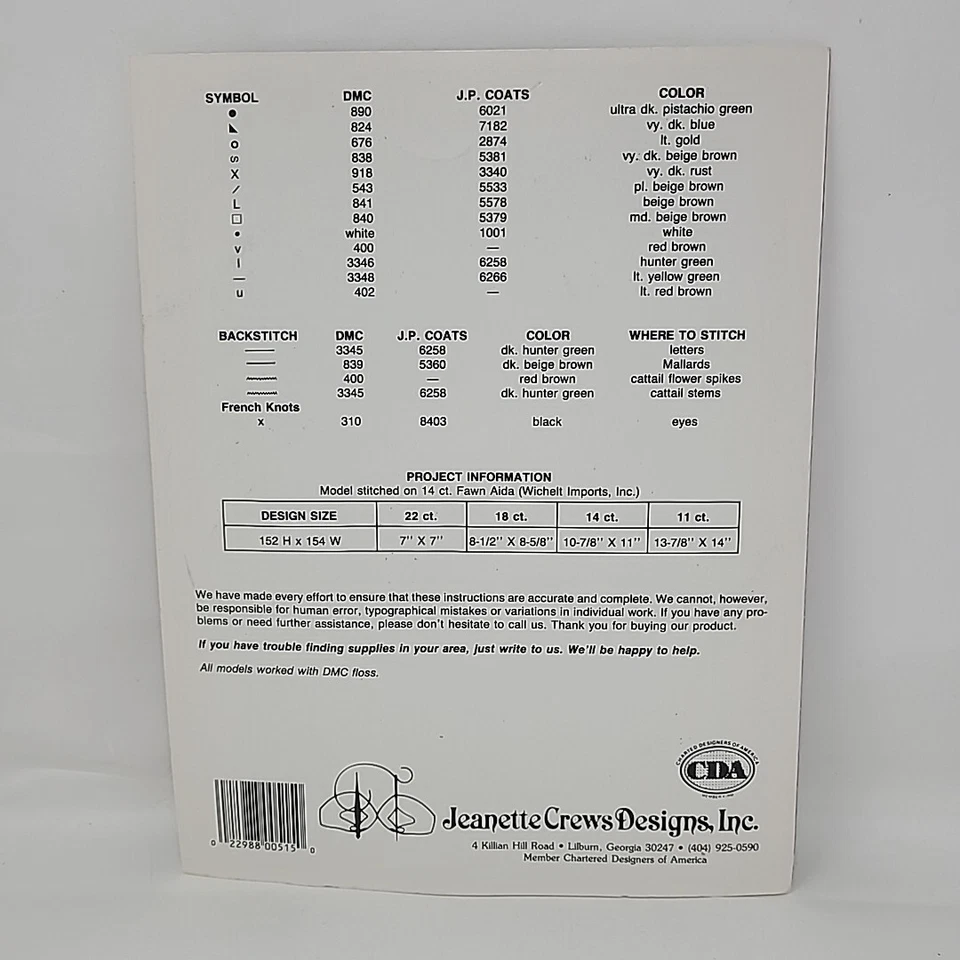 SYMBOL DMC J.P. COATS COLOR
● 890 6021 ultra dk. pistachio green
◣ 824 7182 vy. dk. blue
o 676 2874 lt. gold
s 838 5381 vy. dk. beige brown
X 918 3340 vy. dk. rust
/ 543 5533 pl. beige brown
L 841 5578 beige brown
□ 840 5379 md. beige brown
• white 1001 white
v 400 — red brown
I 3346 6258 hunter green
— 3348 6266 lt. yellow green
u 402 — lt. red brown
BACKSTITCH DMC J.P. COATS COLOR WHERE TO STITCH
3345 6258 dk. hunter green letters
839 5360 dk. beige brown Mallards
400 — red brown cattail flower spikes
3345 6258 dk. hunter green cattail stems
French Knots
x 310 8403 black eyes
PROJECT INFORMATION
Model stitched on 14 ct. Fawn Aida (Wichelt Imports, Inc.)
DESIGN SIZE 22 ct. 18 ct. 14 ct. 11 ct.
152 H x 154 W 7'' X 7'' 8-1/2'' X 8-5/8'' 10-7/8'' X 11'' 13-7/8'' X 14''
We have made every effort to ensure that these instructions are accurate and complete. We cannot, however,
be responsible for human error, typographical mistakes or variations in individual work. If you have any pro-
blems or need further assistance, please don't hesitate to call us. Thank you for buying our product.
If you have trouble finding supplies in your area, just write to us. We'll be happy to help.
All models worked with DMC floss.
CHARTED DESIGNERS OF AMERICA
CDA
0 22988 00515 0
Jeanette Crews Designs, Inc.
4 Killian Hill Road • Lilburn, Georgia 30247 • (404) 925-0590
Member Chartered Designers of America